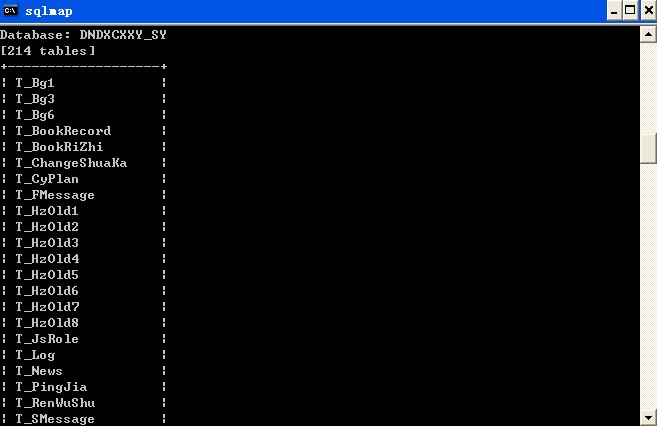 sqlmap
Database: DNDXCXXY_SY
[214 tables]
+-------------------+
¦ T_Bg1 ¦
¦ T_Bg3 ¦
¦ T_Bg6 ¦
¦ T_BookRecord ¦
¦ T_BookRiZhi ¦
¦ T_ChangeShuaKa ¦
¦ T_CyPlan ¦
¦ T_FMessage ¦
¦ T_HzOld1 ¦
¦ T_HzOld2 ¦
¦ T_HzOld3 ¦
¦ T_HzOld4 ¦
¦ T_HzOld5 ¦
¦ T_HzOld6 ¦
¦ T_HzOld7 ¦
¦ T_HzOld8 ¦
¦ T_JsRole ¦
¦ T_Log ¦
¦ T_News ¦
¦ T_PingJia ¦
¦ T_RenWuShu ¦
¦ T_SMessage ¦